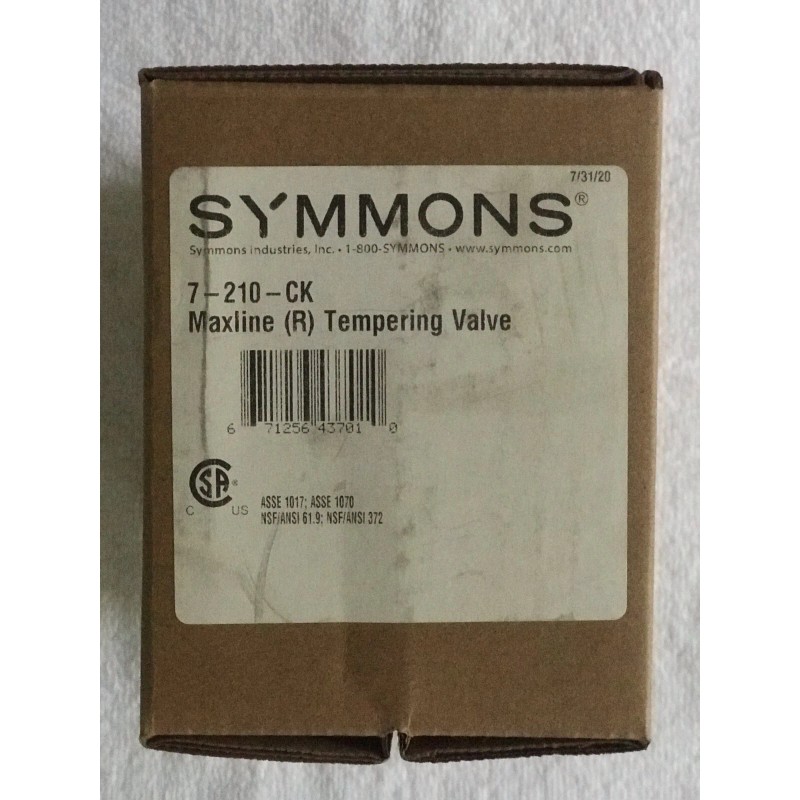 7/31/20
SYMMONS®
Symmons Industries, Inc. • 1-800-SYMMONS • www.symmons.com
7-210-CK
Maxline (R) Tempering Valve
6 71256 43701 0
CSA®
C US
ASSE 1017; ASSE 1070
NSF/ANSI 61.9; NSF/ANSI 372